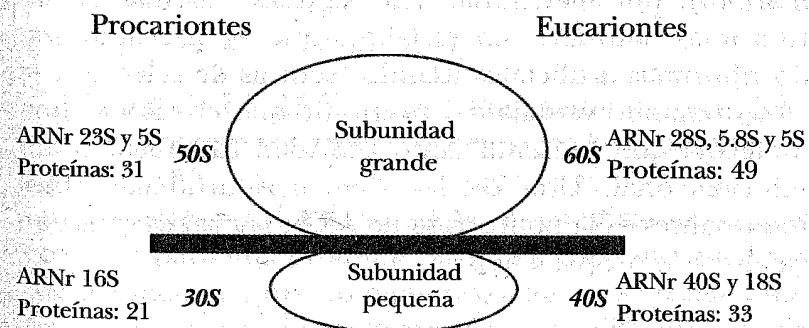 Procariontes
Eucariontes
ARNr 23S y 5S
Proteínas: 31
50S
Subunidad
grande
60S
ARNr 28S, 5.8S y 5S
Proteínas: 49
ARNr 16S
Proteínas: 21
30S
Subunidad
pequeña
40S
ARNr 40S y 18S
Proteínas: 33